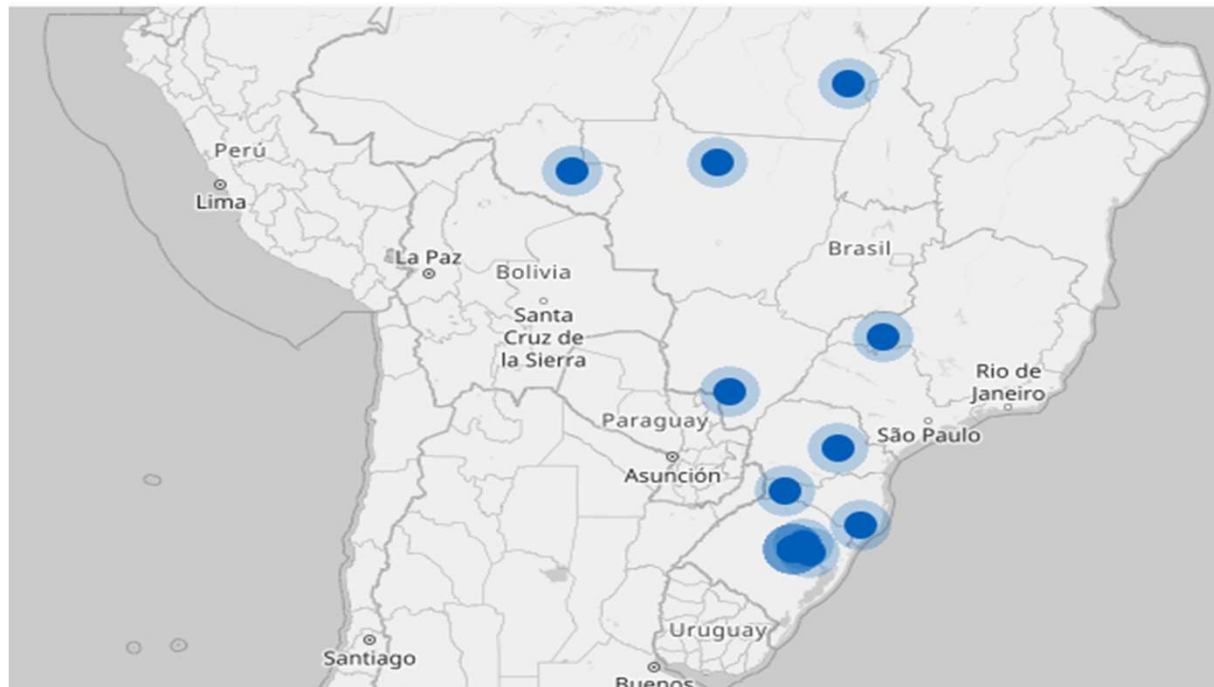 Perú
Lima
La Paz
Bolivia
Brasil
Santa
Cruz de
la Sierra
Rio de
Janeiro
Paraguay
São Paulo
Asunción
Uruguay
Santiago
Buenos